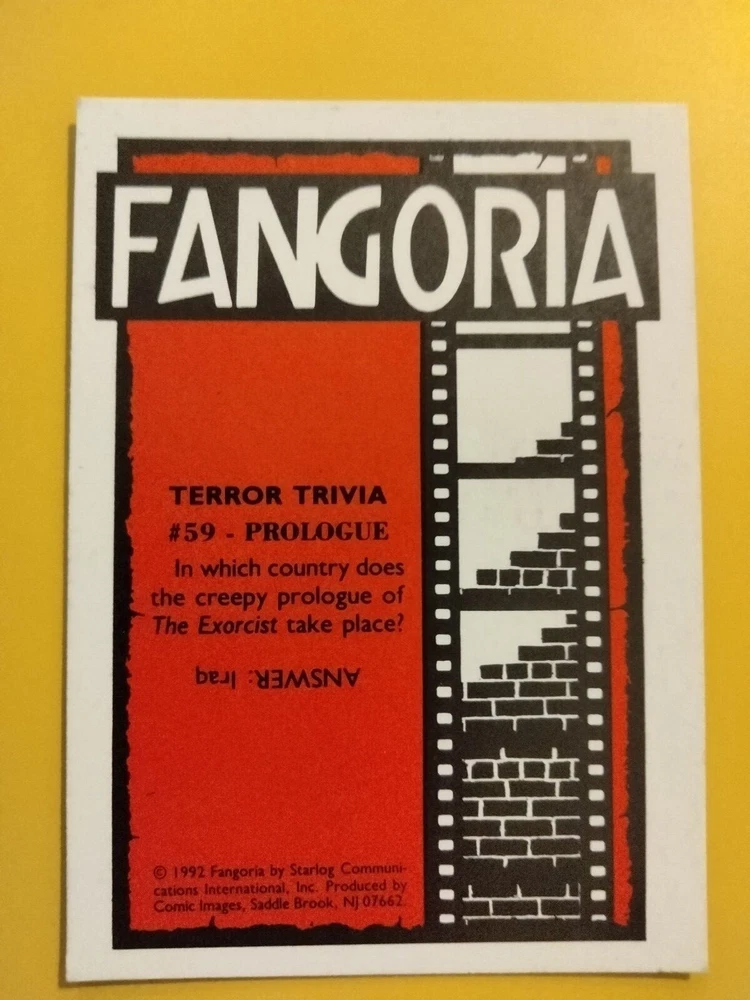 FANGORIA
TERROR TRIVIA
#59 - PROLOGUE
In which country does
the creepy prologue of
The Exorcist take place?
ANSWER: Iraq
© 1992 Fangoria by Starlog Communi-
cations International, Inc. Produced by
Comic Images, Saddle Brook, NJ 07662.